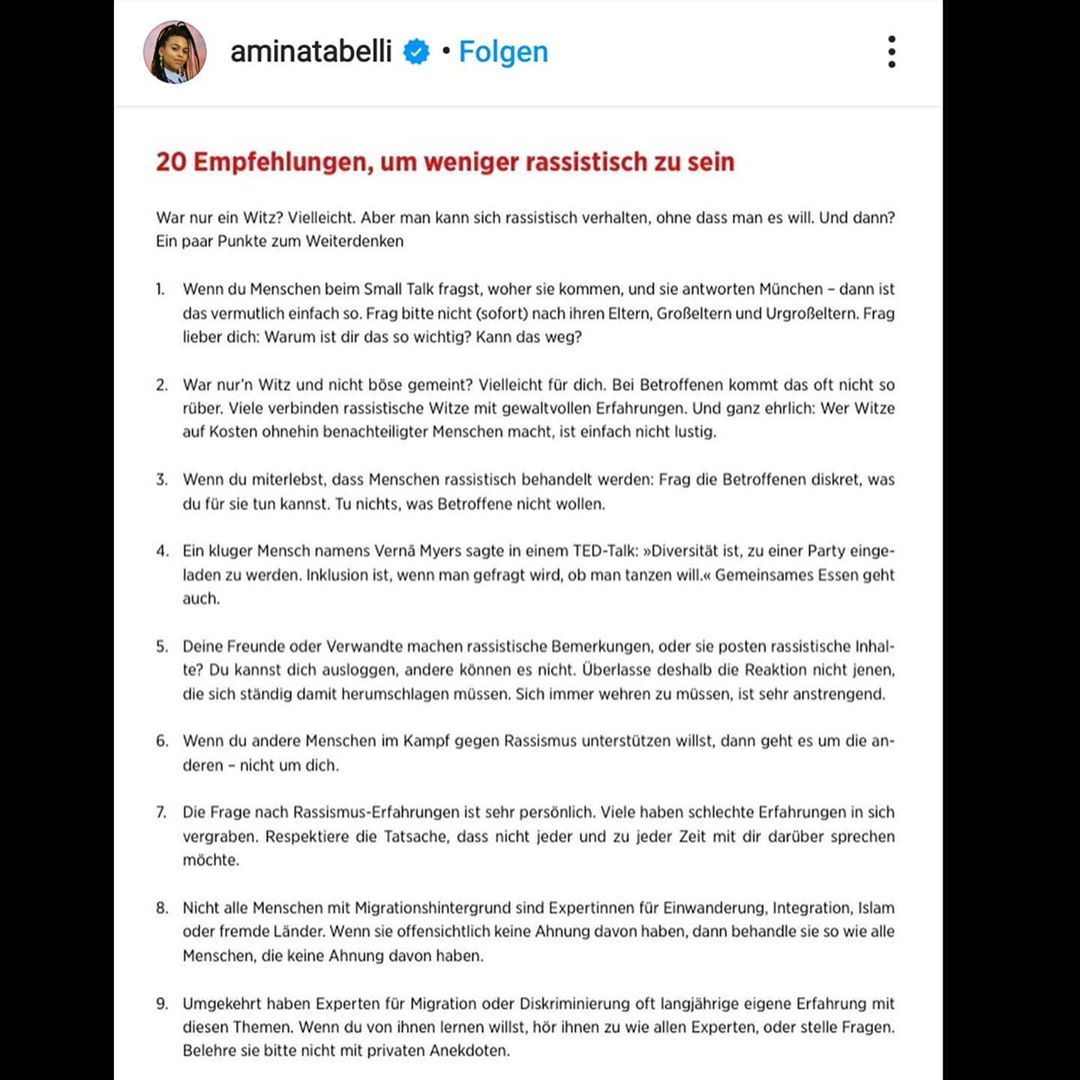 aminatabelli • Folgen
20 Empfehlungen, um weniger rassistisch zu sein
War nur ein Witz? Vielleicht. Aber man kann sich rassistisch verhalten, ohne dass man es will. Und dann?
Ein paar Punkte zum Weiterdenken
1. Wenn du Menschen beim Small Talk fragst, woher sie kommen, und sie antworten München – dann ist
das vermutlich einfach so. Frag bitte nicht (sofort) nach ihren Eltern, Großeltern und Urgroßeltern. Frag
lieber dich: Warum ist dir das so wichtig? Kann das weg?
2. War nur’n Witz und nicht böse gemeint? Vielleicht für dich. Bei Betroffenen kommt das oft nicht so
rüber. Viele verbinden rassistische Witze mit gewaltvollen Erfahrungen. Und ganz ehrlich: Wer Witze
auf Kosten ohnehin benachteiligter Menschen macht, ist einfach nicht lustig.
3. Wenn du miterlebst, dass Menschen rassistisch behandelt werden: Frag die Betroffenen diskret, was
du für sie tun kannst. Tu nichts, was Betroffene nicht wollen.
4. Ein kluger Mensch namens Vernā Myers sagte in einem TED-Talk: »Diversität ist, zu einer Party einge-
laden zu werden. Inklusion ist, wenn man gefragt wird, ob man tanzen will.« Gemeinsames Essen geht
auch.
5. Deine Freunde oder Verwandte machen rassistische Bemerkungen, oder sie posten rassistische Inhal-
te? Du kannst dich ausloggen, andere können es nicht. Überlasse deshalb die Reaktion nicht jenen,
die sich ständig damit herumschlagen müssen. Sich immer wehren zu müssen, ist sehr anstrengend.
6. Wenn du andere Menschen im Kampf gegen Rassismus unterstützen willst, dann geht es um die an-
deren – nicht um dich.
7. Die Frage nach Rassismus-Erfahrungen ist sehr persönlich. Viele haben schlechte Erfahrungen in sich
vergraben. Respektiere die Tatsache, dass nicht jeder und zu jeder Zeit mit dir darüber sprechen
möchte.
8. Nicht alle Menschen mit Migrationshintergrund sind Expertinnen für Einwanderung, Integration, Islam
oder fremde Länder. Wenn sie offensichtlich keine Ahnung davon haben, dann behandle sie so wie alle
Menschen, die keine Ahnung davon haben.
9. Umgekehrt haben Experten für Migration oder Diskriminierung oft langjährige eigene Erfahrung mit
diesen Themen. Wenn du von ihnen lernen willst, hör ihnen zu wie allen Experten, oder stelle Fragen.
Belehre sie bitte nicht mit privaten Anekdoten.